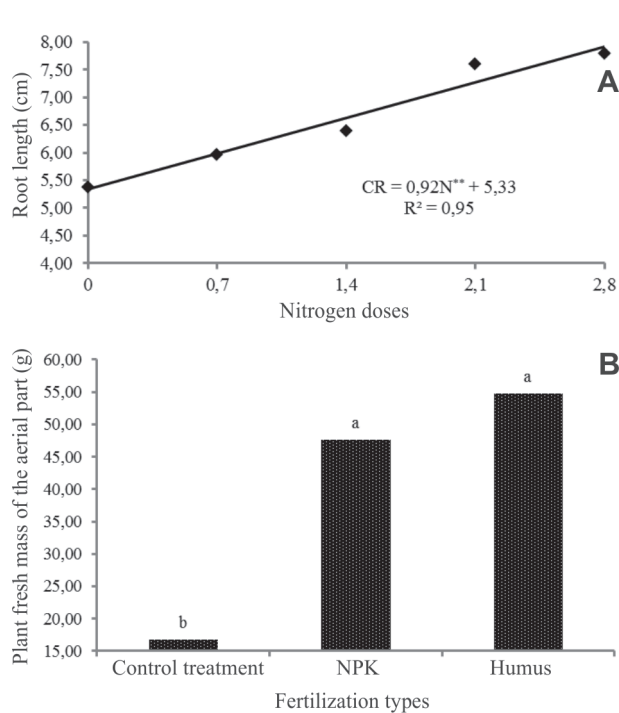 8,00
7,50
7,00
6,50
6,00
5,50
5,00
4,50
4,00
Root length (cm)
A
CR = 0,92N** + 5,33
R² = 0,95
0 0,7 1,4 2,1 2,8
Nitrogen doses
60,00
55,00
50,00
45,00
40,00
35,00
30,00
25,00
20,00
15,00
Plant fresh mass of the aerial part (g)
B
b a a
Control treatment NPK Humus
Fertilization types